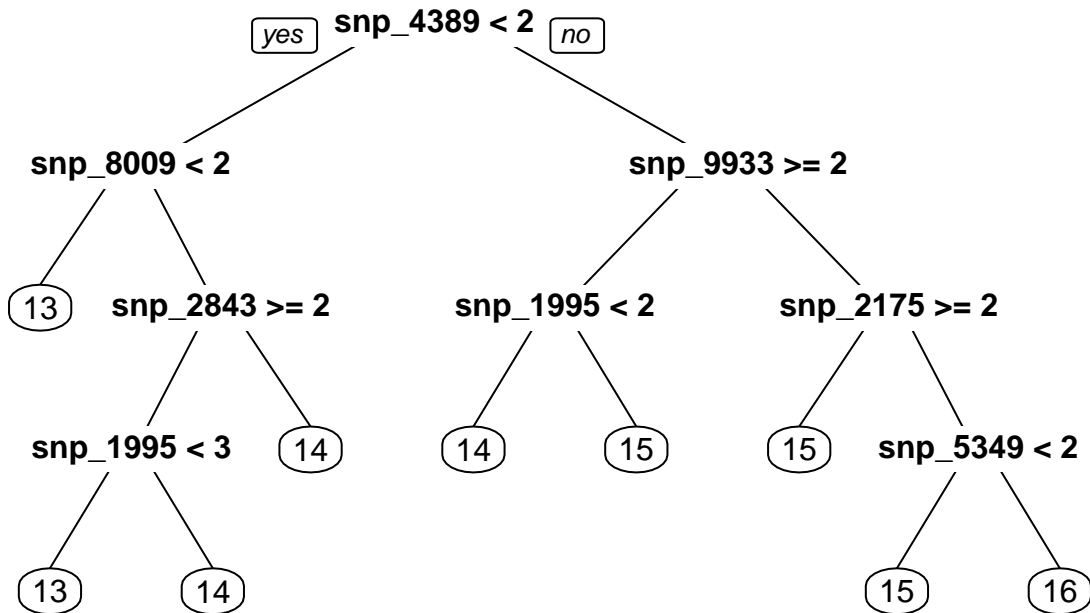 yes snp_4389 < 2 no
snp_8009 < 2 snp_9933 >= 2
13 snp_2843 >= 2 snp_1995 < 2 snp_2175 >= 2
snp_1995 < 3 14 14 15 15 snp_5349 < 2
13 14 15 16